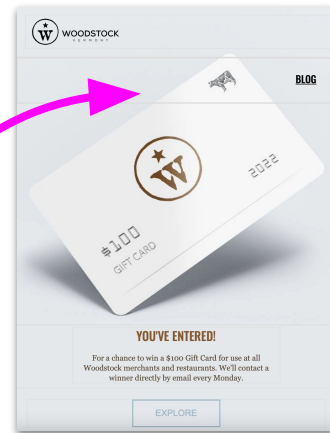 WOODSTOCK
VERMONT
BLOG
W
2022
$100
GIFT CARD
YOU'VE ENTERED!
For a chance to win a $100 Gift Card for use at all
Woodstock merchants and restaurants. We'll contact a
winner directly by email every Monday.
EXPLORE